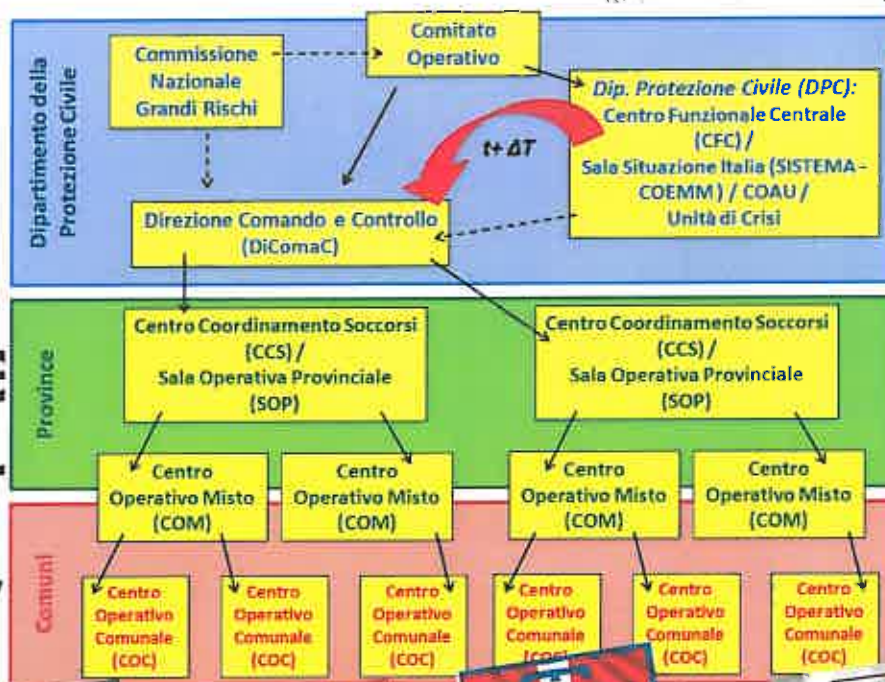 Dipartimento della
Protezione Civile
Commissione
Nazionale
Grandi Rischi
Comitato
Operativo
Dip. Protezione Civile (DPC):
Centro Funzionale Centrale
(CFC) /
Sala Situazione Italia (SISTEMA –
COEMM) / COAU /
Unità di Crisi
t+ ΔT
Direzione Comando e Controllo
(DiComaC)
Province
Centro Coordinamento Soccorsi
(CCS) /
Sala Operativa Provinciale
(SOP)
Centro Coordinamento Soccorsi
(CCS) /
Sala Operativa Provinciale
(SOP)
Centro
Operativo Misto
(COM)
Centro
Operativo Misto
(COM)
Centro
Operativo Misto
(COM)
Centro
Operativo Misto
(COM)
Comuni
Centro
Operativo
Comunale
(COC)
Centro
Operativo
Comunale
(COC)
Centro
Operativo
Comunale
(COC)
Centro
Operativo
Comunale
(COC)
Centro
Operativo
Comunale
(COC)
Centro
Operativo
Comunale
(COC)